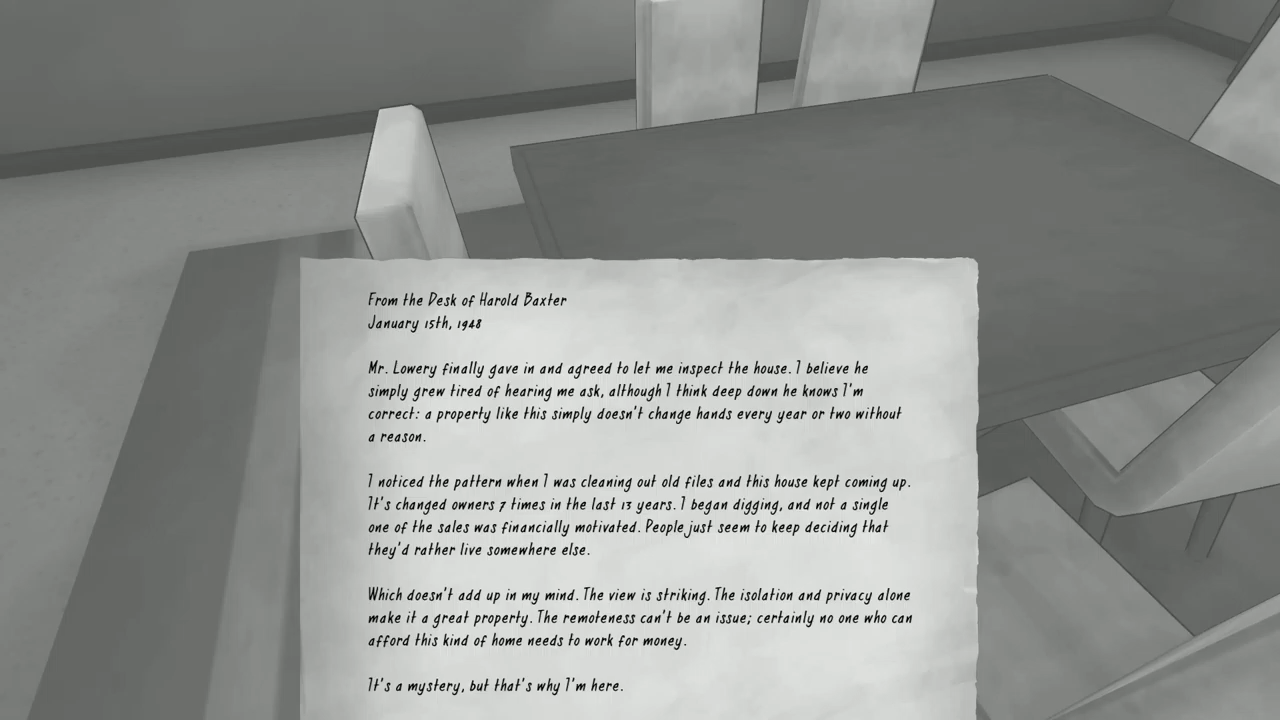 From the Desk of Harold Baxter
January 15th, 1948
Mr. Lowery finally gave in and agreed to let me inspect the house. I believe he
simply grew tired of hearing me ask, although I think deep down he knows I'm
correct: a property like this simply doesn't change hands every year or two without
a reason.
I noticed the pattern when I was cleaning out old files and this house kept coming up.
It's changed owners 7 times in the last 13 years. I began digging, and not a single
one of the sales was financially motivated. People just seem to keep deciding that
they'd rather live somewhere else.
Which doesn't add up in my mind. The view is striking. The isolation and privacy alone
make it a great property. The remoteness can't be an issue; certainly no one who can
afford this kind of home needs to work for money.
It's a mystery, but that's why I'm here.